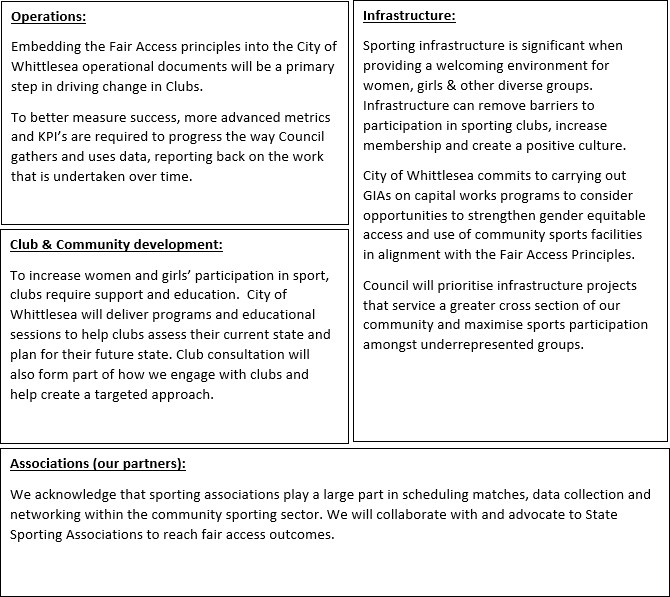 Operations:
Embedding the Fair Access principles into the City of
Whittlesea operational documents will be a primary
step in driving change in Clubs.
To better measure success, more advanced metrics
and KPI's are required to progress the way Council
gathers and uses data, reporting back on the work
that is undertaken over time.
Club & Community development:
To increase women and girls' participation in sport,
clubs require support and education.  City of
Whittlesea will deliver programs and educational
sessions to help clubs assess their current state and
plan for their future state. Club consultation will
also form part of how we engage with clubs and
help create a targeted approach.
Infrastructure:
Sporting infrastructure is significant when
providing a welcoming environment for
women, girls & other diverse groups.
Infrastructure can remove barriers to
participation in sporting clubs, increase
membership and create a positive culture.
City of Whittlesea commits to carrying out
GIAs on capital works programs to consider
opportunities to strengthen gender equitable
access and use of community sports facilities
in alignment with the Fair Access Principles.
Council will prioritise infrastructure projects
that service a greater cross section of our
community and maximise sports participation
amongst underrepresented groups.
Associations (our partners):
We acknowledge that sporting associations play a large part in scheduling matches, data collection and
networking within the community sporting sector. We will collaborate with and advocate to State
Sporting Associations to reach fair access outcomes.